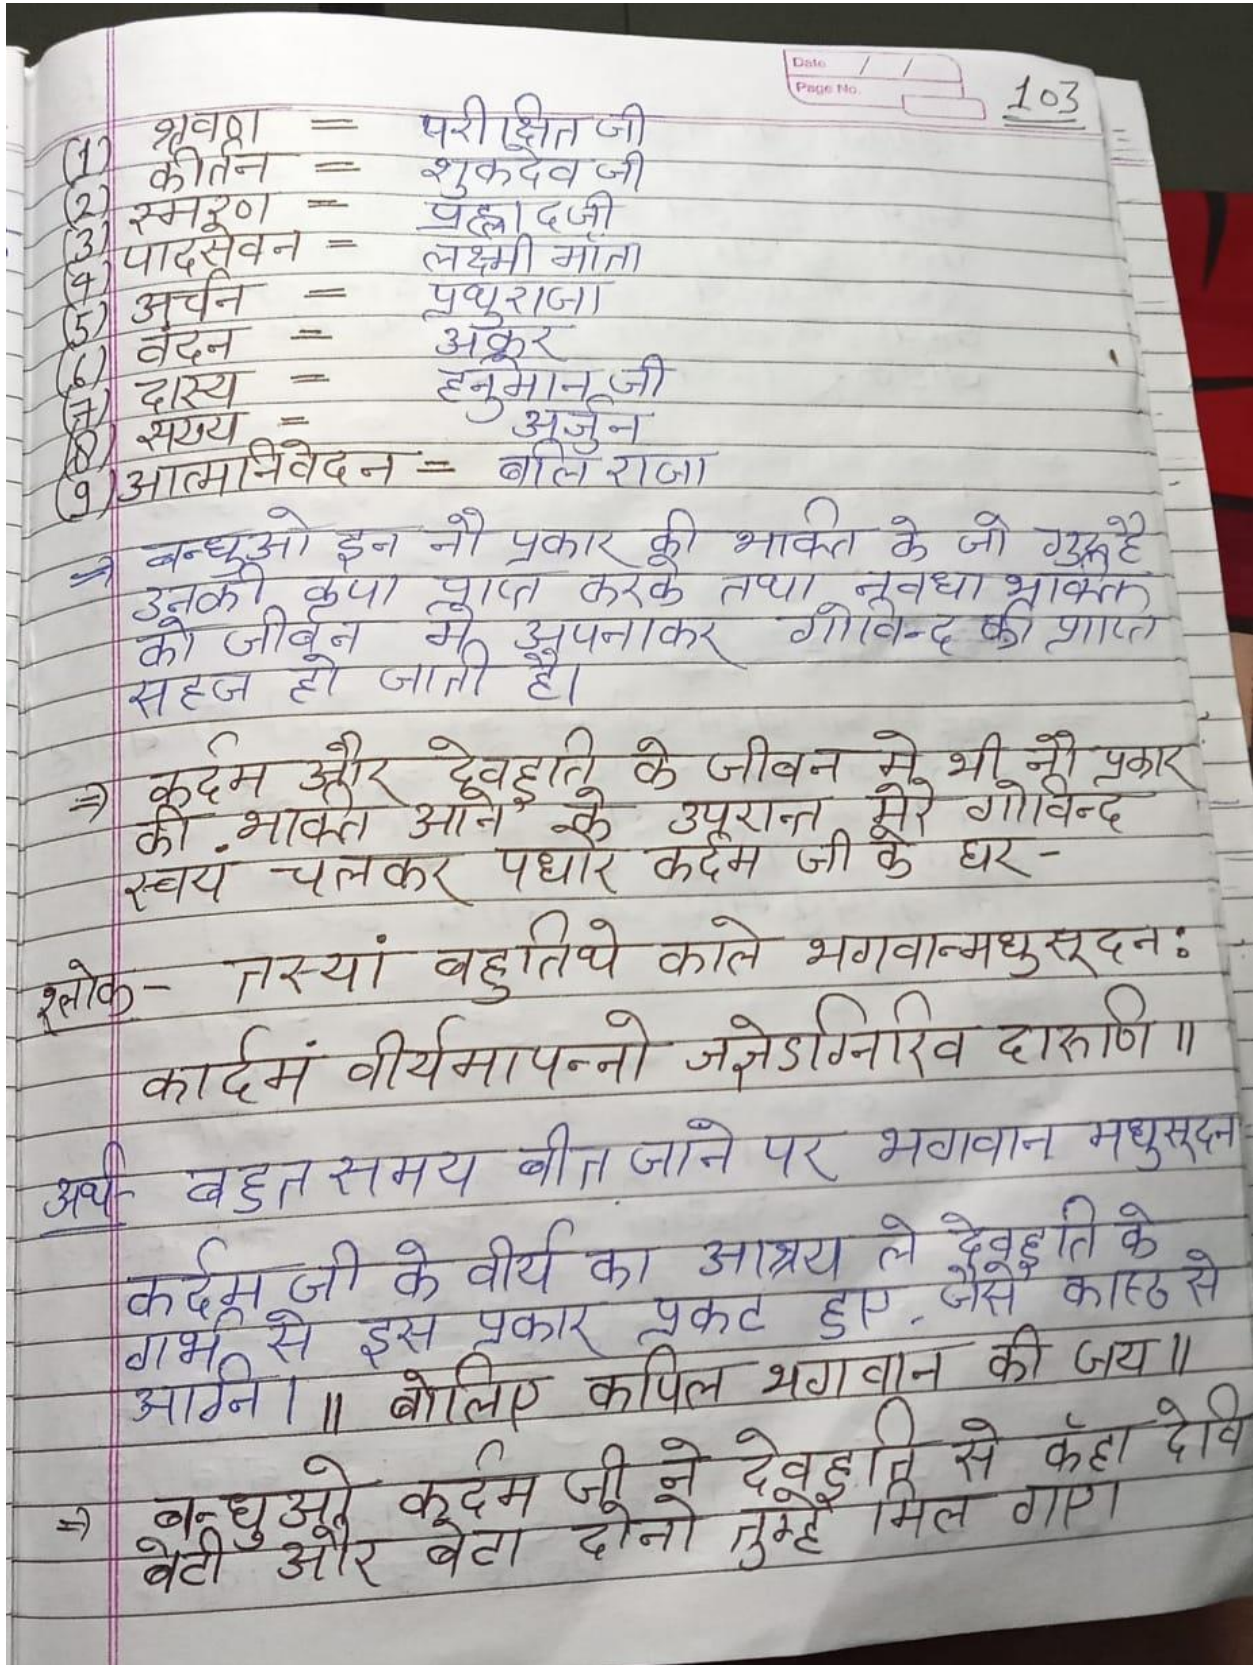 Date / /
Page No.
103
(1) श्रवण = परीक्षित जी
(2) कीर्तन = शुकदेव जी
(3) स्मरण = प्रह्लादजी
(4) पादसेवन = लक्ष्मी माँता
(5) अर्चन = प्रथुराजा
(6) वंदन = अक्रूर
(7) दास्य = हनुमान जी
(8) सख्य = अर्जुन
(9) आत्मनिवेदन = बलि राजा
⇒ बन्धुओ इन नौ प्रकार की भक्ति के जो गुरू है
उनकी कृपा प्राप्त करके तथा नवधा भक्ति
को जीवन मे अपनाकर गोविन्द की प्राप्ति
सहज हो जाती है।
⇒ कर्दम और देवहुति के जीवन मे भी नौ प्रकार
की भक्ति आने के उपरान्त मेरे गोविन्द
स्वयं चलकर पधारे कर्दम जी के घर -
श्लोक - तस्यां बहुतिथे काले भगवान्मधुसूदनः
कार्दमं वीर्यमापन्नो जज्ञेऽग्निरिव दारुणि ॥
अर्थ - बहुत समय बीत जाने पर भगवान मधुसूदन
कर्दम जी के वीर्य का आश्रय ले देवहुति के
गर्भ से इस प्रकार प्रकट हुए जैसे काष्ठ से
अग्नि। ॥ बोलिए कपिल भगवान की जय ॥
⇒ बन्धुओ कर्दम जी ने देवहुति से कॅहा देवि
बेटी और बेटा दोनो तुम्हे मिल गए।